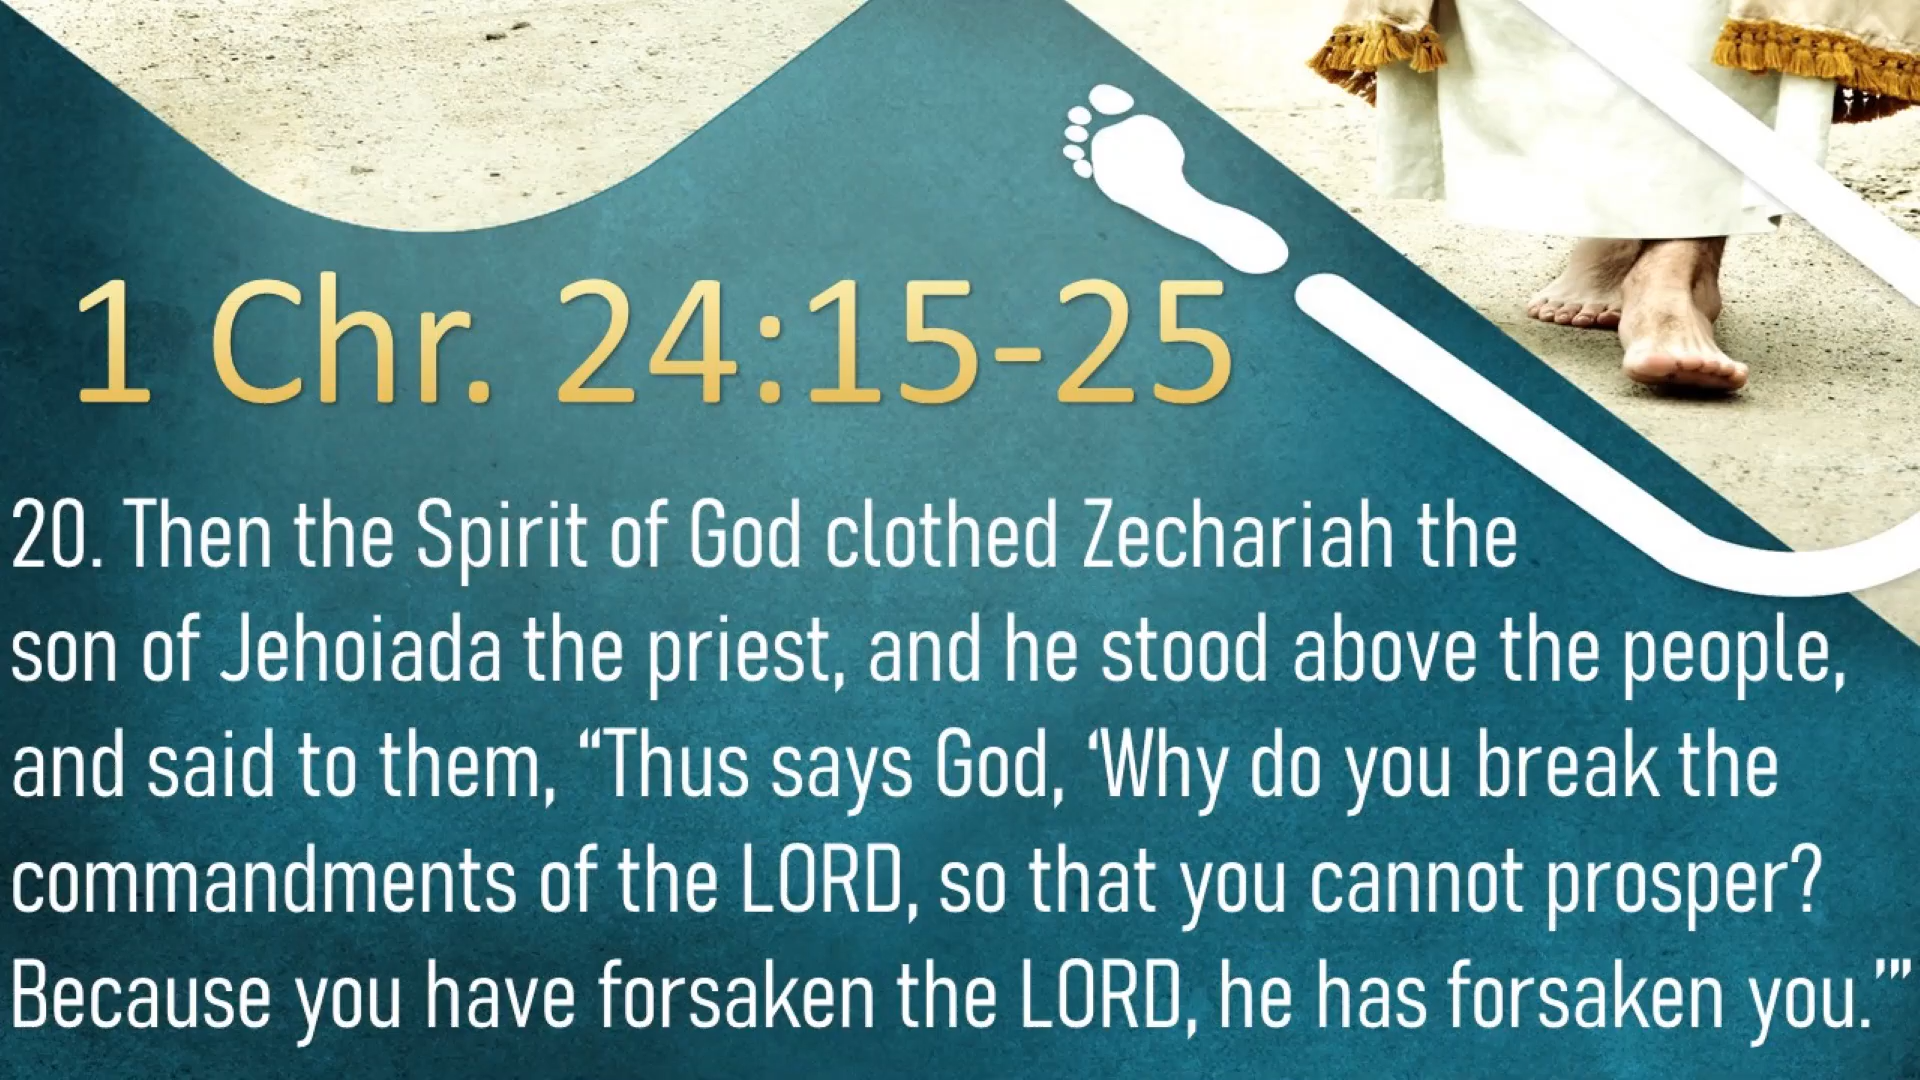 1 Chr. 24:15-25
20. Then the Spirit of God clothed Zechariah the
son of Jehoiada the priest, and he stood above the people,
and said to them, “Thus says God, ‘Why do you break the
commandments of the LORD, so that you cannot prosper?
Because you have forsaken the LORD, he has forsaken you.’”